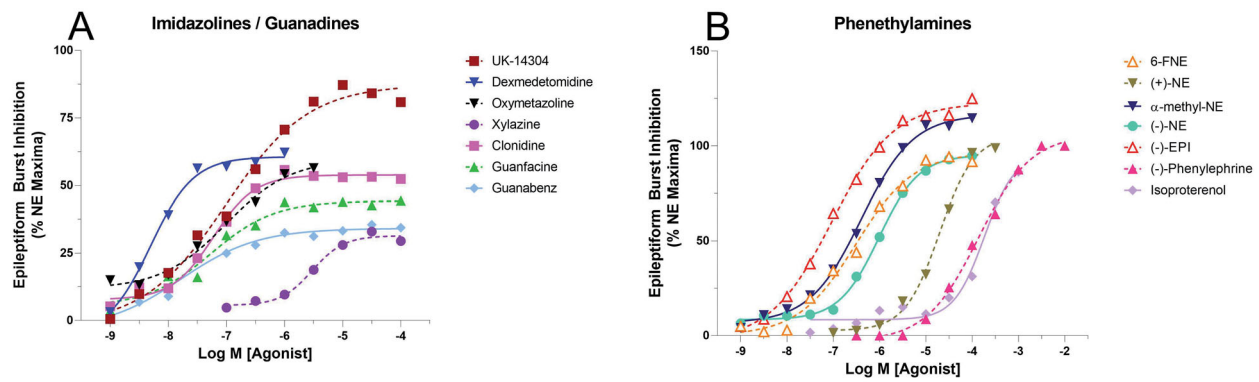 A
Imidazolines / Guanadines
Epileptiform Burst Inhibition
(% NE Maxima)
100
75
50
25
0
-9 -8 -7 -6 -5 -4
Log M [Agonist]
UK-14304
Dexmedetomidine
Oxymetazoline
Xylazine
Clonidine
Guanfacine
Guanabenz
B
Phenethylamines
Epileptiform Burst Inhibition
(% NE Maxima)
150
100
50
0
-9 -8 -7 -6 -5 -4 -3 -2
Log M [Agonist]
6-FNE
(+)-NE
α-methyl-NE
(-)-NE
(-)-EPI
(-)-Phenylephrine
Isoproterenol